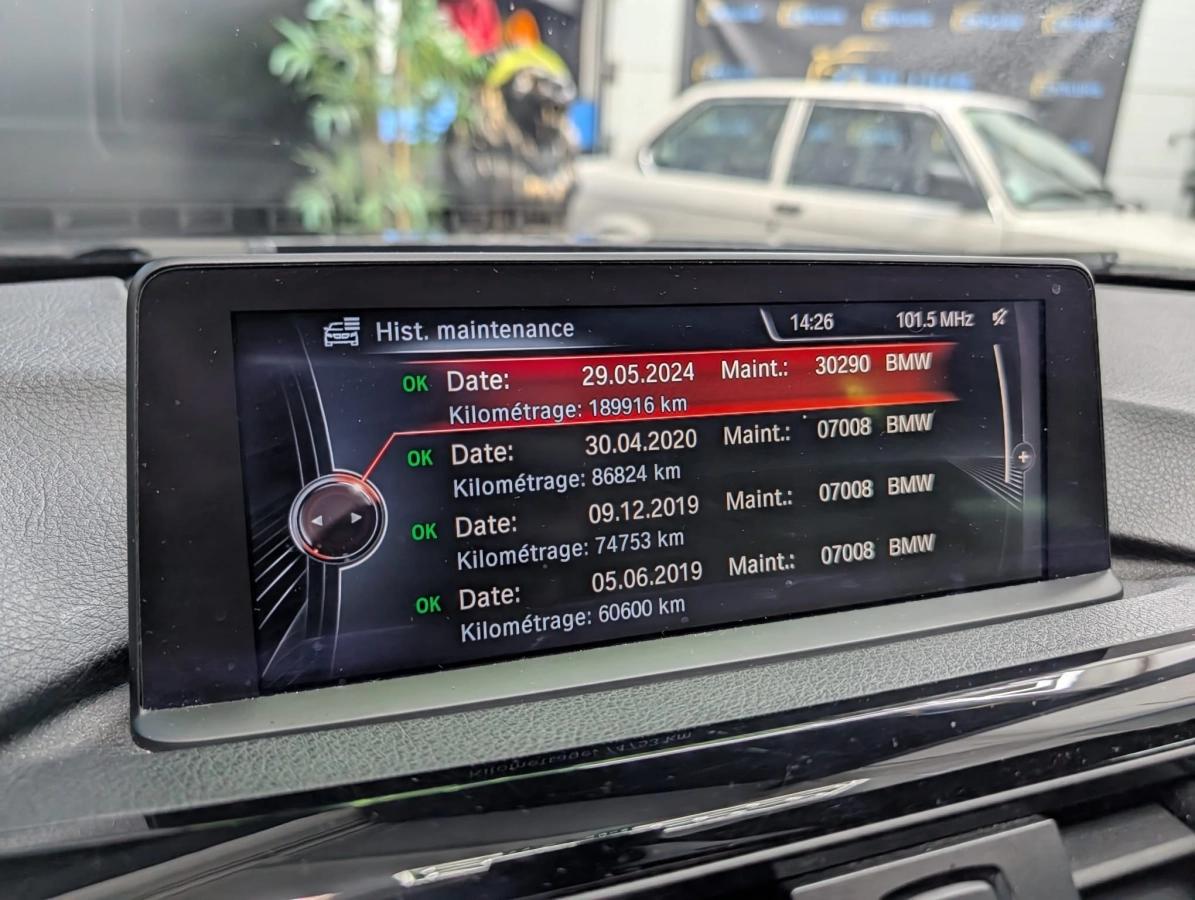 Hist. maintenance 14:26 101.5 MHz
OK Date: 29.05.2024 Maint.: 30290 BMW
Kilométrage: 189916 km
OK Date: 30.04.2020 Maint.: 07008 BMW
Kilométrage: 86824 km
OK Date: 09.12.2019 Maint.: 07008 BMW
Kilométrage: 74753 km
OK Date: 05.06.2019 Maint.: 07008 BMW
Kilométrage: 60600 km